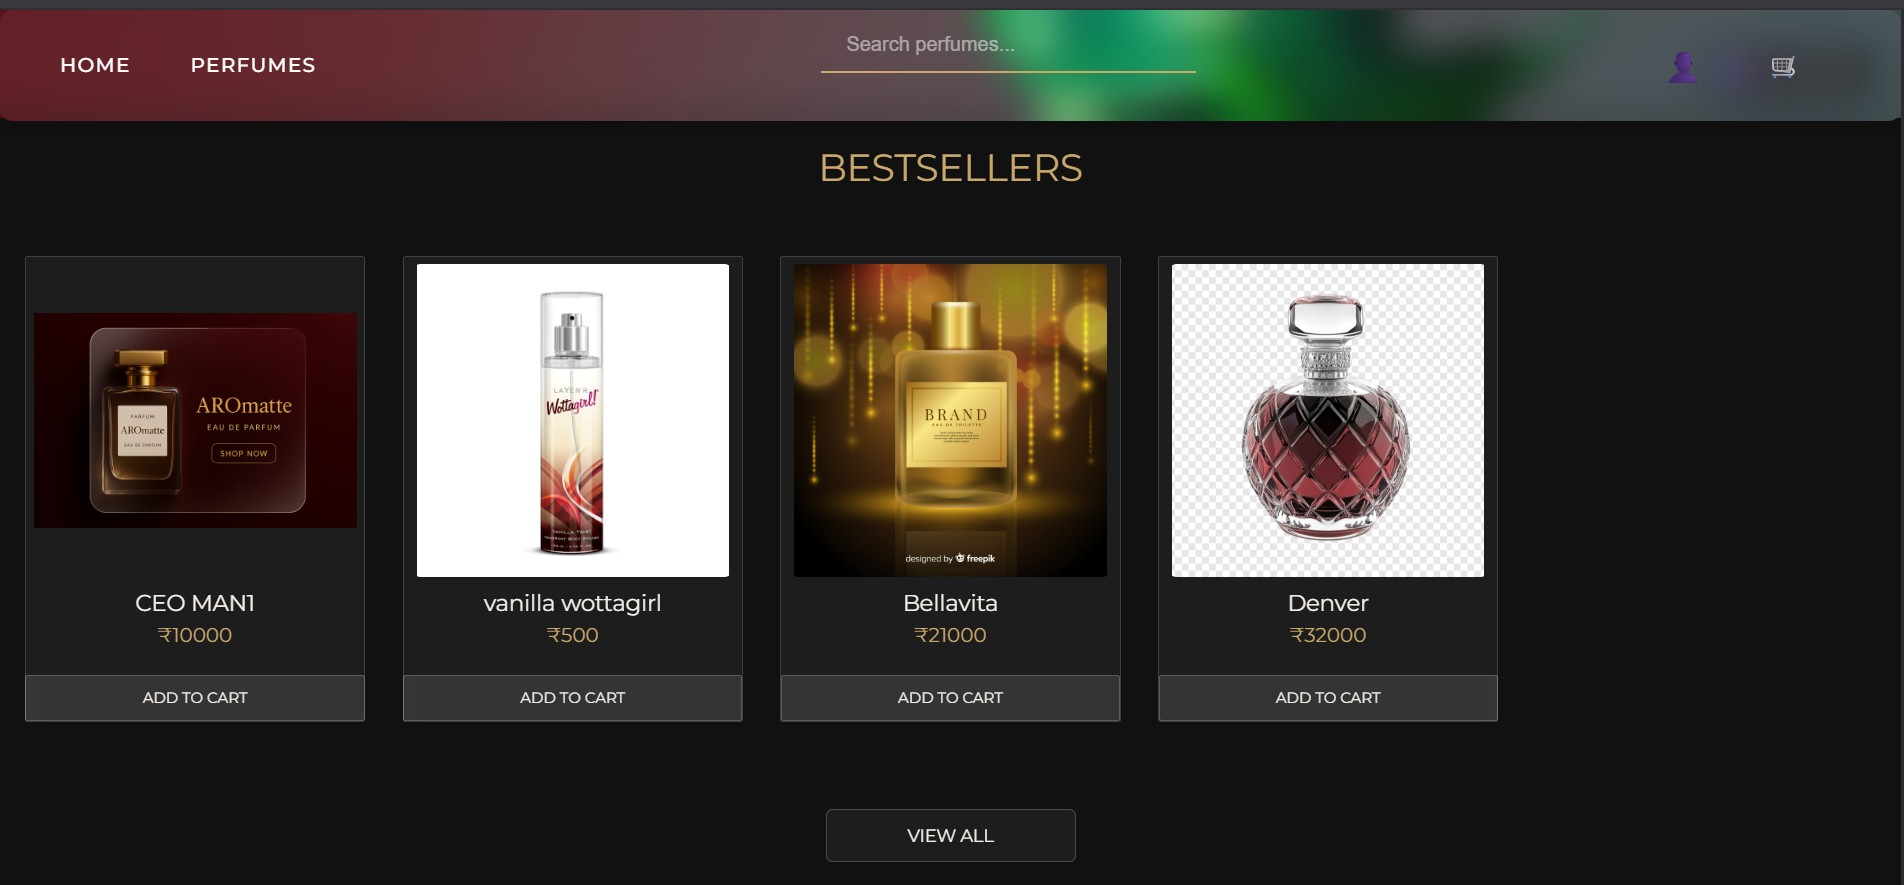 HOME PERFUMES Search perfumes...
BESTSELLERS
PARFUM
AROmatte
EAU DE PARFUM
AROmatte
EAU DE PARFUM
SHOP NOW
LAYER'R
Wottagirl!
VANILLA TWIST
BRAND
EAU DE TOILETTE
designed by freepik
CEO MAN1
₹10000
ADD TO CART
vanilla wottagirl
₹500
ADD TO CART
Bellavita
₹21000
ADD TO CART
Denver
₹32000
ADD TO CART
VIEW ALL